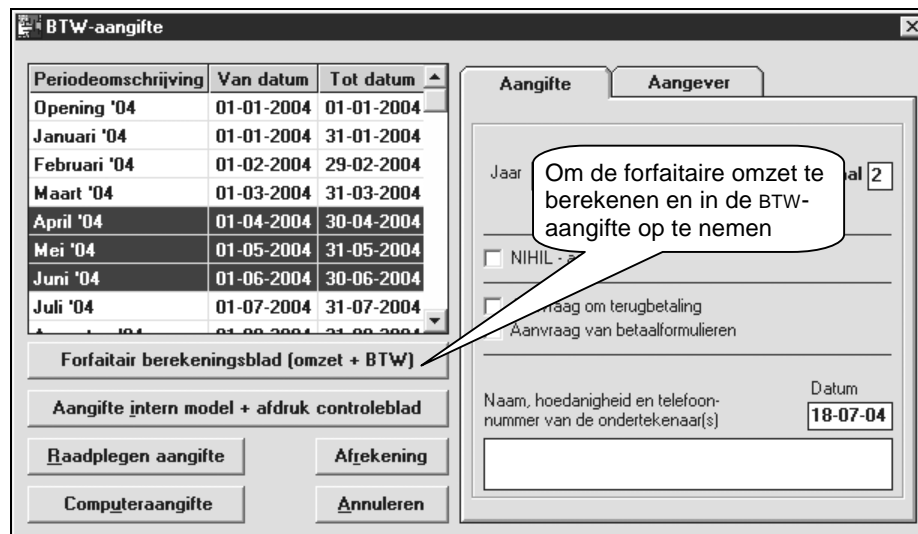 BTW-aangifte
Periodeomschrijving Van datum Tot datum
Opening '04 01-01-2004 01-01-2004
Januari '04 01-01-2004 31-01-2004
Februari '04 01-02-2004 29-02-2004
Maart '04 01-03-2004 31-03-2004
April '04 01-04-2004 30-04-2004
Mei '04 01-05-2004 31-05-2004
Juni '04 01-06-2004 30-06-2004
Juli '04 01-07-2004 31-07-2004
Forfaitair berekeningsblad (omzet + BTW)
Aangifte intern model + afdruk controleblad
Raadplegen aangifte Afrekening
Computeraangifte Annuleren
Aangifte Aangever
Jaar 2
Om de forfaitaire omzet te
berekenen en in de BTW-
aangifte op te nemen
NIHIL - a
om terugbetaling
Aanvraag van betaalformulieren
Naam, hoedanigheid en telefoon-
nummer van de ondertekenaar(s)
Datum
18-07-04